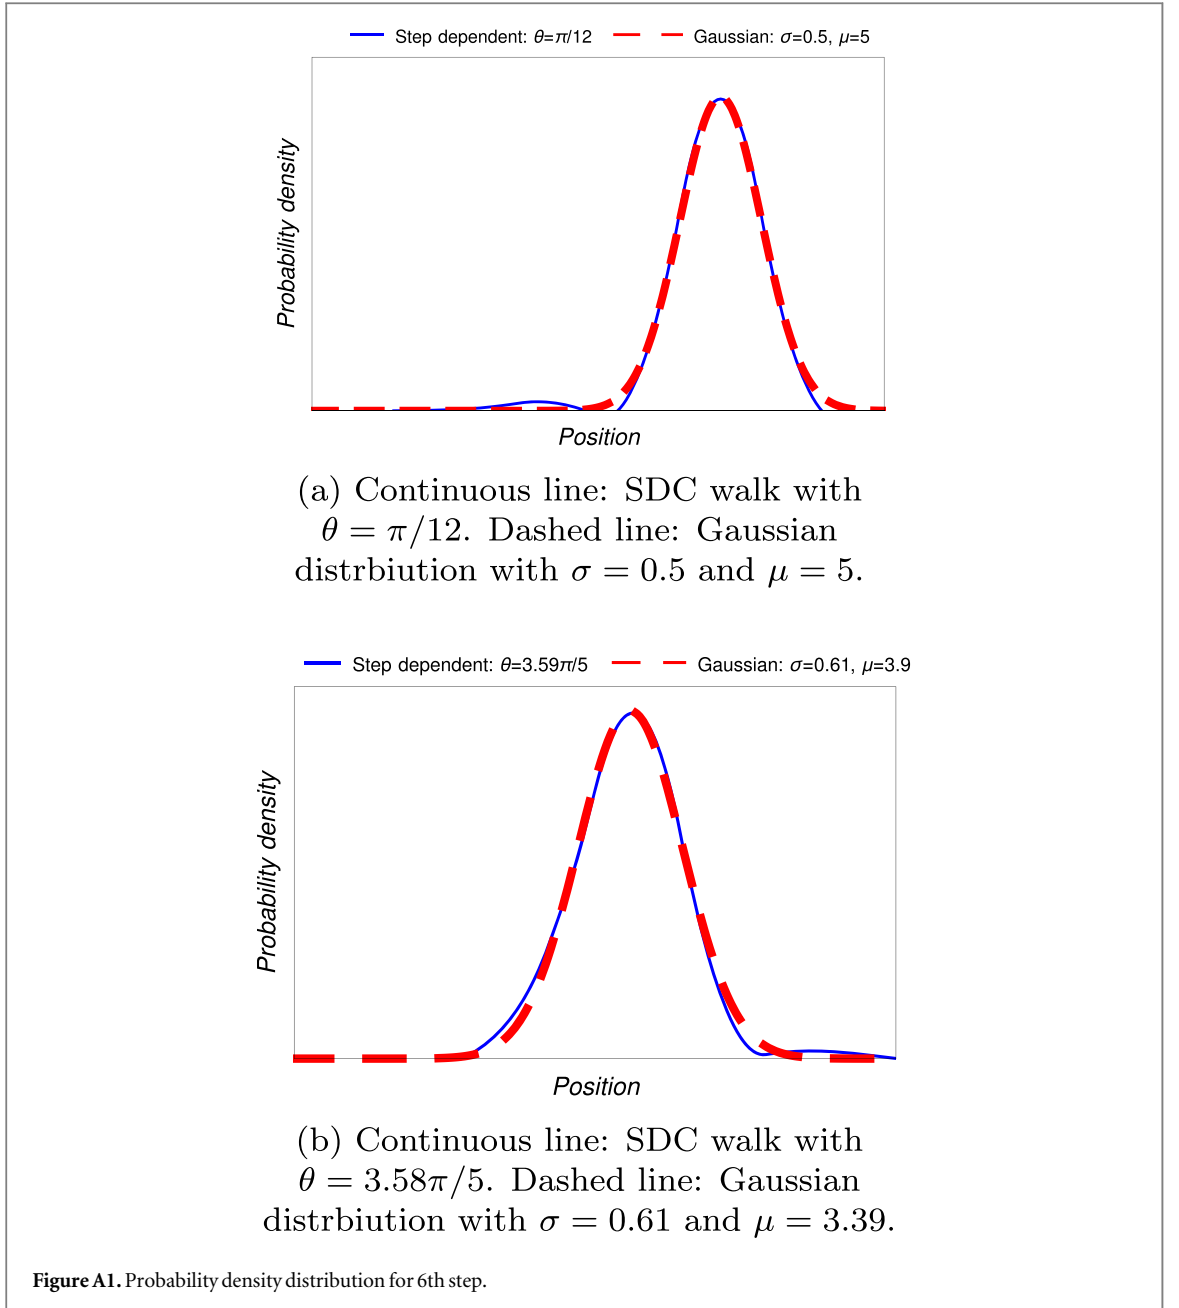 Step dependent: θ=π/12 Gaussian: σ=0.5, μ=5
Probability density
Position
(a) Continuous line: SDC walk with
θ = π/12. Dashed line: Gaussian
distrbiution with σ = 0.5 and μ = 5.
Step dependent: θ=3.59π/5 Gaussian: σ=0.61, μ=3.9
Probability density
Position
(b) Continuous line: SDC walk with
θ = 3.58π/5. Dashed line: Gaussian
distrbiution with σ = 0.61 and μ = 3.39.
Figure A1. Probability density distribution for 6th step.